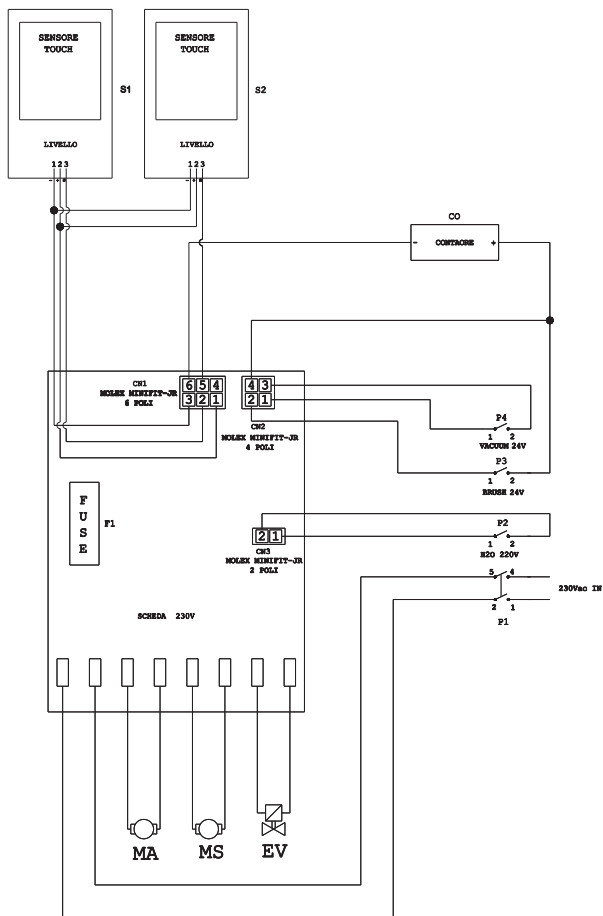 SENSORE
TOUCH
LIVELLO
1 2 3
- + ●
S1
SENSORE
TOUCH
LIVELLO
1 2 3
- + ●
S2
CO
- CONTAORE +
CN1
MOLEX MINIFIT-JR
6 POLI
6 5 4
3 2 1
4 3
2 1
CN2
MOLEX MINIFIT-JR
4 POLI
P4
1 2
VACUUM 24V
P3
1 2
BRUSH 24V
FUSE
F1
2 1
CN3
MOLEX MINIFIT-JR
2 POLI
P2
1 2
H2O 220V
5 4
230Vac IN
2 1
P1
SCHEDA 230V
MA
MS
EV